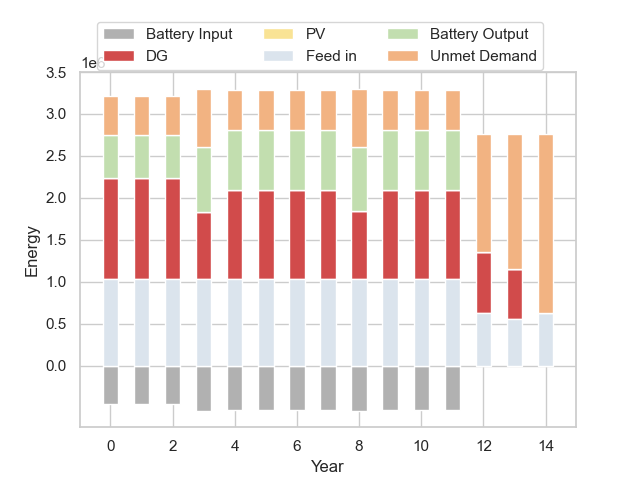 Battery Input PV Battery Output
DG Feed in Unmet Demand
1e6
3.5
3.0
2.5
2.0
1.5
1.0
0.5
0.0
Energy
0 2 4 6 8 10 12 14
Year